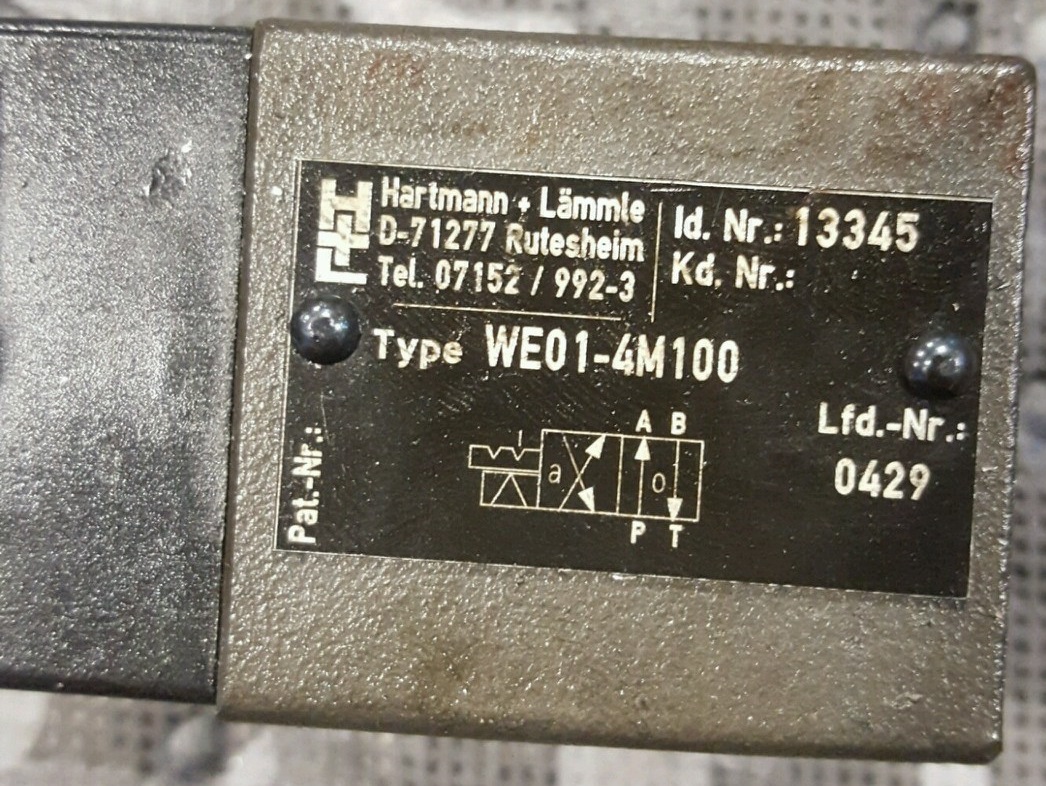 Hartmann + Lämmle
D-71277 Rutesheim
Tel. 07152 / 992-3
Id. Nr.: 13345
Kd. Nr.:
Type WE01-4M100
Pat.-Nr.:
A B
a o
P T
Lfd.-Nr.:
0429